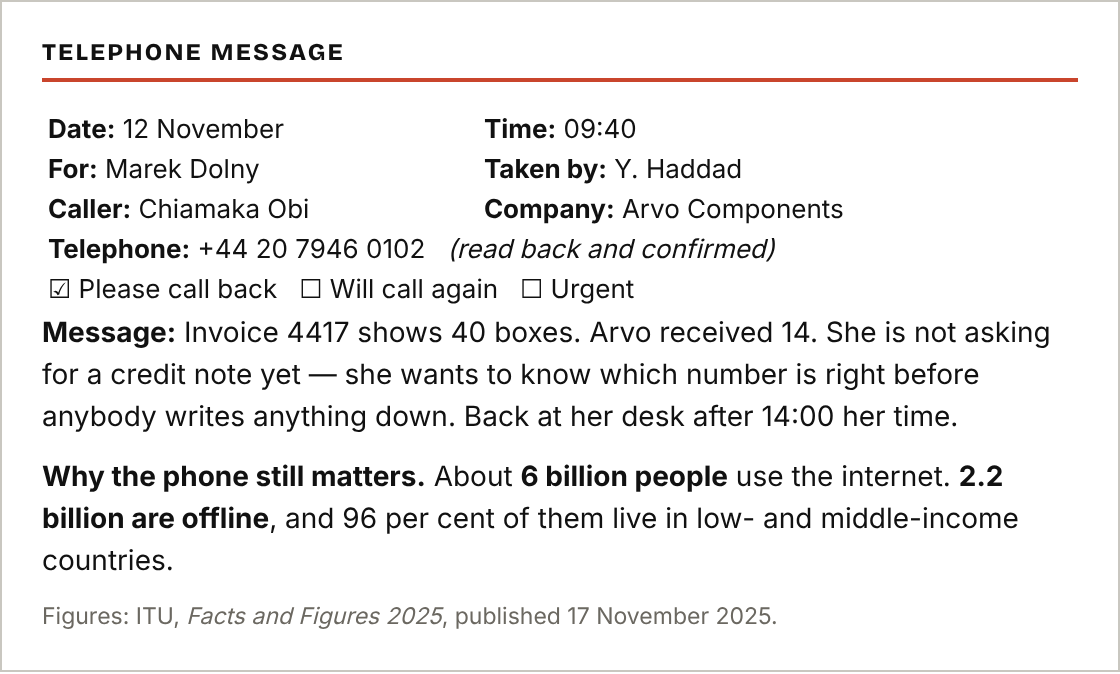 TELEPHONE MESSAGE
Date: 12 November Time: 09:40
For: Marek Dolny Taken by: Y. Haddad
Caller: Chiamaka Obi Company: Arvo Components
Telephone: +44 20 7946 0102 (read back and confirmed)
☑ Please call back ☐ Will call again ☐ Urgent
Message: Invoice 4417 shows 40 boxes. Arvo received 14. She is not asking
for a credit note yet — she wants to know which number is right before
anybody writes anything down. Back at her desk after 14:00 her time.
Why the phone still matters. About 6 billion people use the internet. 2.2
billion are offline, and 96 per cent of them live in low- and middle-income
countries.
Figures: ITU, Facts and Figures 2025, published 17 November 2025.